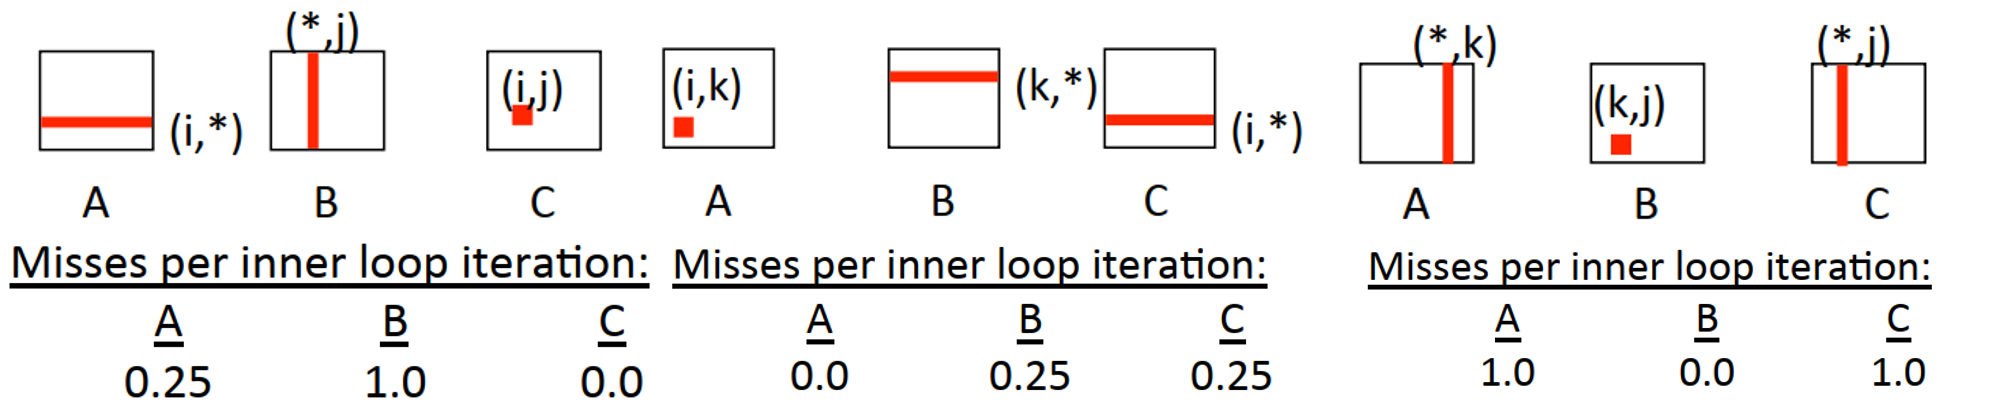 (*,j)
(i,j)
(i,*)
A B C
Misses per inner loop iteration:
A B C
0.25 1.0 0.0
(i,k)
(k,*)
(i,*)
A B C
Misses per inner loop iteration:
A B C
0.0 0.25 0.25
(*,k)
(*,j)
(k,j)
A B C
Misses per inner loop iteration:
A B C
1.0 0.0 1.0